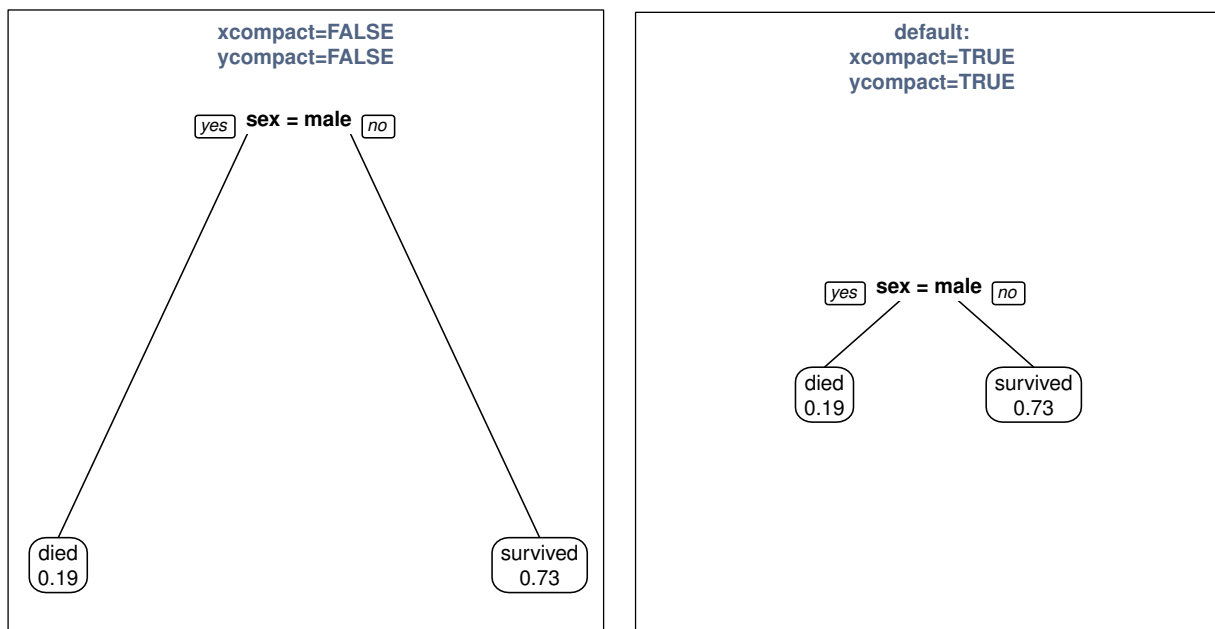 xcompact=FALSE
ycompact=FALSE
yes sex = male no
died
0.19
survived
0.73
default:
xcompact=TRUE
ycompact=TRUE
yes sex = male no
died
0.19
survived
0.73